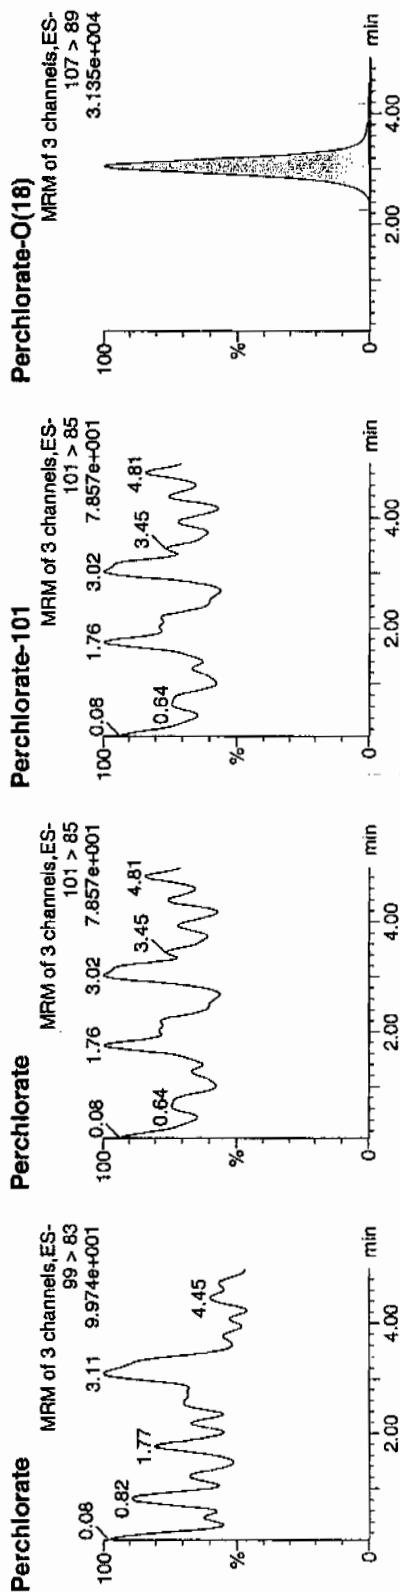 Perchlorate
MRM of 3 channels,ES-
99 > 83
9.974e+001
100
%
0
0.08
0.82
1.77
3.11
4.45
2.00
4.00
min
Perchlorate
MRM of 3 channels,ES-
101 > 85
7.857e+001
100
%
0
0.08
0.64
1.76
3.02
3.45
4.81
2.00
4.00
min
Perchlorate-101
MRM of 3 channels,ES-
101 > 85
7.857e+001
100
%
0
0.08
0.64
1.76
3.02
3.45
4.81
2.00
4.00
min
Perchlorate-O(18)
MRM of 3 channels,ES-
107 > 89
3.135e+004
100
%
0
2.00
4.00
min